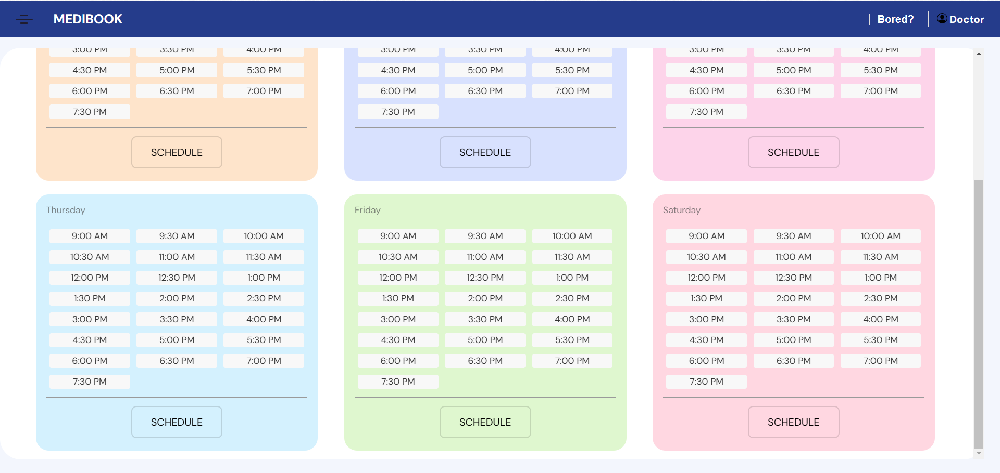 MEDIBOOK
Bored?
Doctor
3:00 PM 3:30 PM 4:00 PM
4:30 PM 5:00 PM 5:30 PM
6:00 PM 6:30 PM 7:00 PM
7:30 PM
SCHEDULE
3:00 PM 3:30 PM 4:00 PM
4:30 PM 5:00 PM 5:30 PM
6:00 PM 6:30 PM 7:00 PM
7:30 PM
SCHEDULE
3:00 PM 3:30 PM 4:00 PM
4:30 PM 5:00 PM 5:30 PM
6:00 PM 6:30 PM 7:00 PM
7:30 PM
SCHEDULE
Thursday
9:00 AM 9:30 AM 10:00 AM
10:30 AM 11:00 AM 11:30 AM
12:00 PM 12:30 PM 1:00 PM
1:30 PM 2:00 PM 2:30 PM
3:00 PM 3:30 PM 4:00 PM
4:30 PM 5:00 PM 5:30 PM
6:00 PM 6:30 PM 7:00 PM
7:30 PM
SCHEDULE
Friday
9:00 AM 9:30 AM 10:00 AM
10:30 AM 11:00 AM 11:30 AM
12:00 PM 12:30 PM 1:00 PM
1:30 PM 2:00 PM 2:30 PM
3:00 PM 3:30 PM 4:00 PM
4:30 PM 5:00 PM 5:30 PM
6:00 PM 6:30 PM 7:00 PM
7:30 PM
SCHEDULE
Saturday
9:00 AM 9:30 AM 10:00 AM
10:30 AM 11:00 AM 11:30 AM
12:00 PM 12:30 PM 1:00 PM
1:30 PM 2:00 PM 2:30 PM
3:00 PM 3:30 PM 4:00 PM
4:30 PM 5:00 PM 5:30 PM
6:00 PM 6:30 PM 7:00 PM
7:30 PM
SCHEDULE